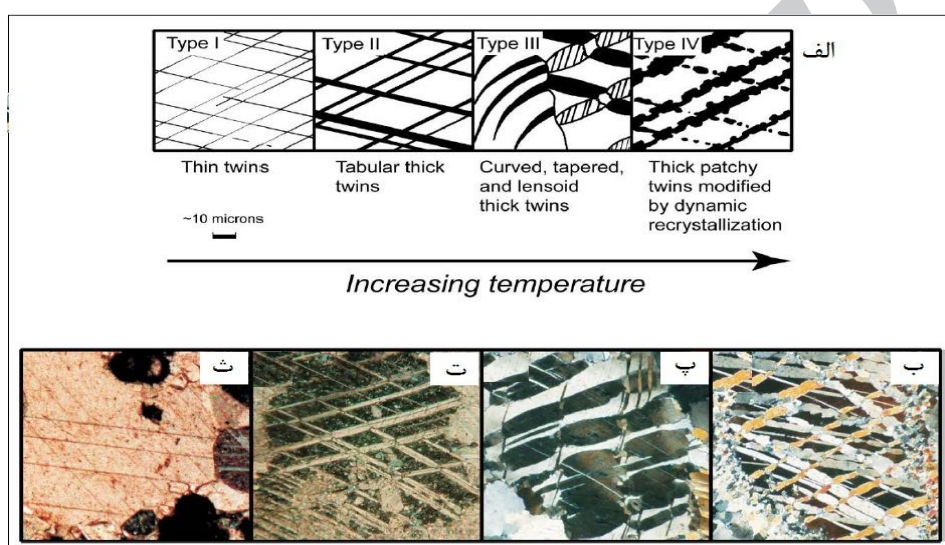 Type I Type II Type III Type IV الف
Thin twins
Tabular thick
twins
Curved, tapered,
and lensoid
thick twins
Thick patchy
twins modified
by dynamic
recrystallization
~10 microns
Increasing temperature
ث ت پ ب